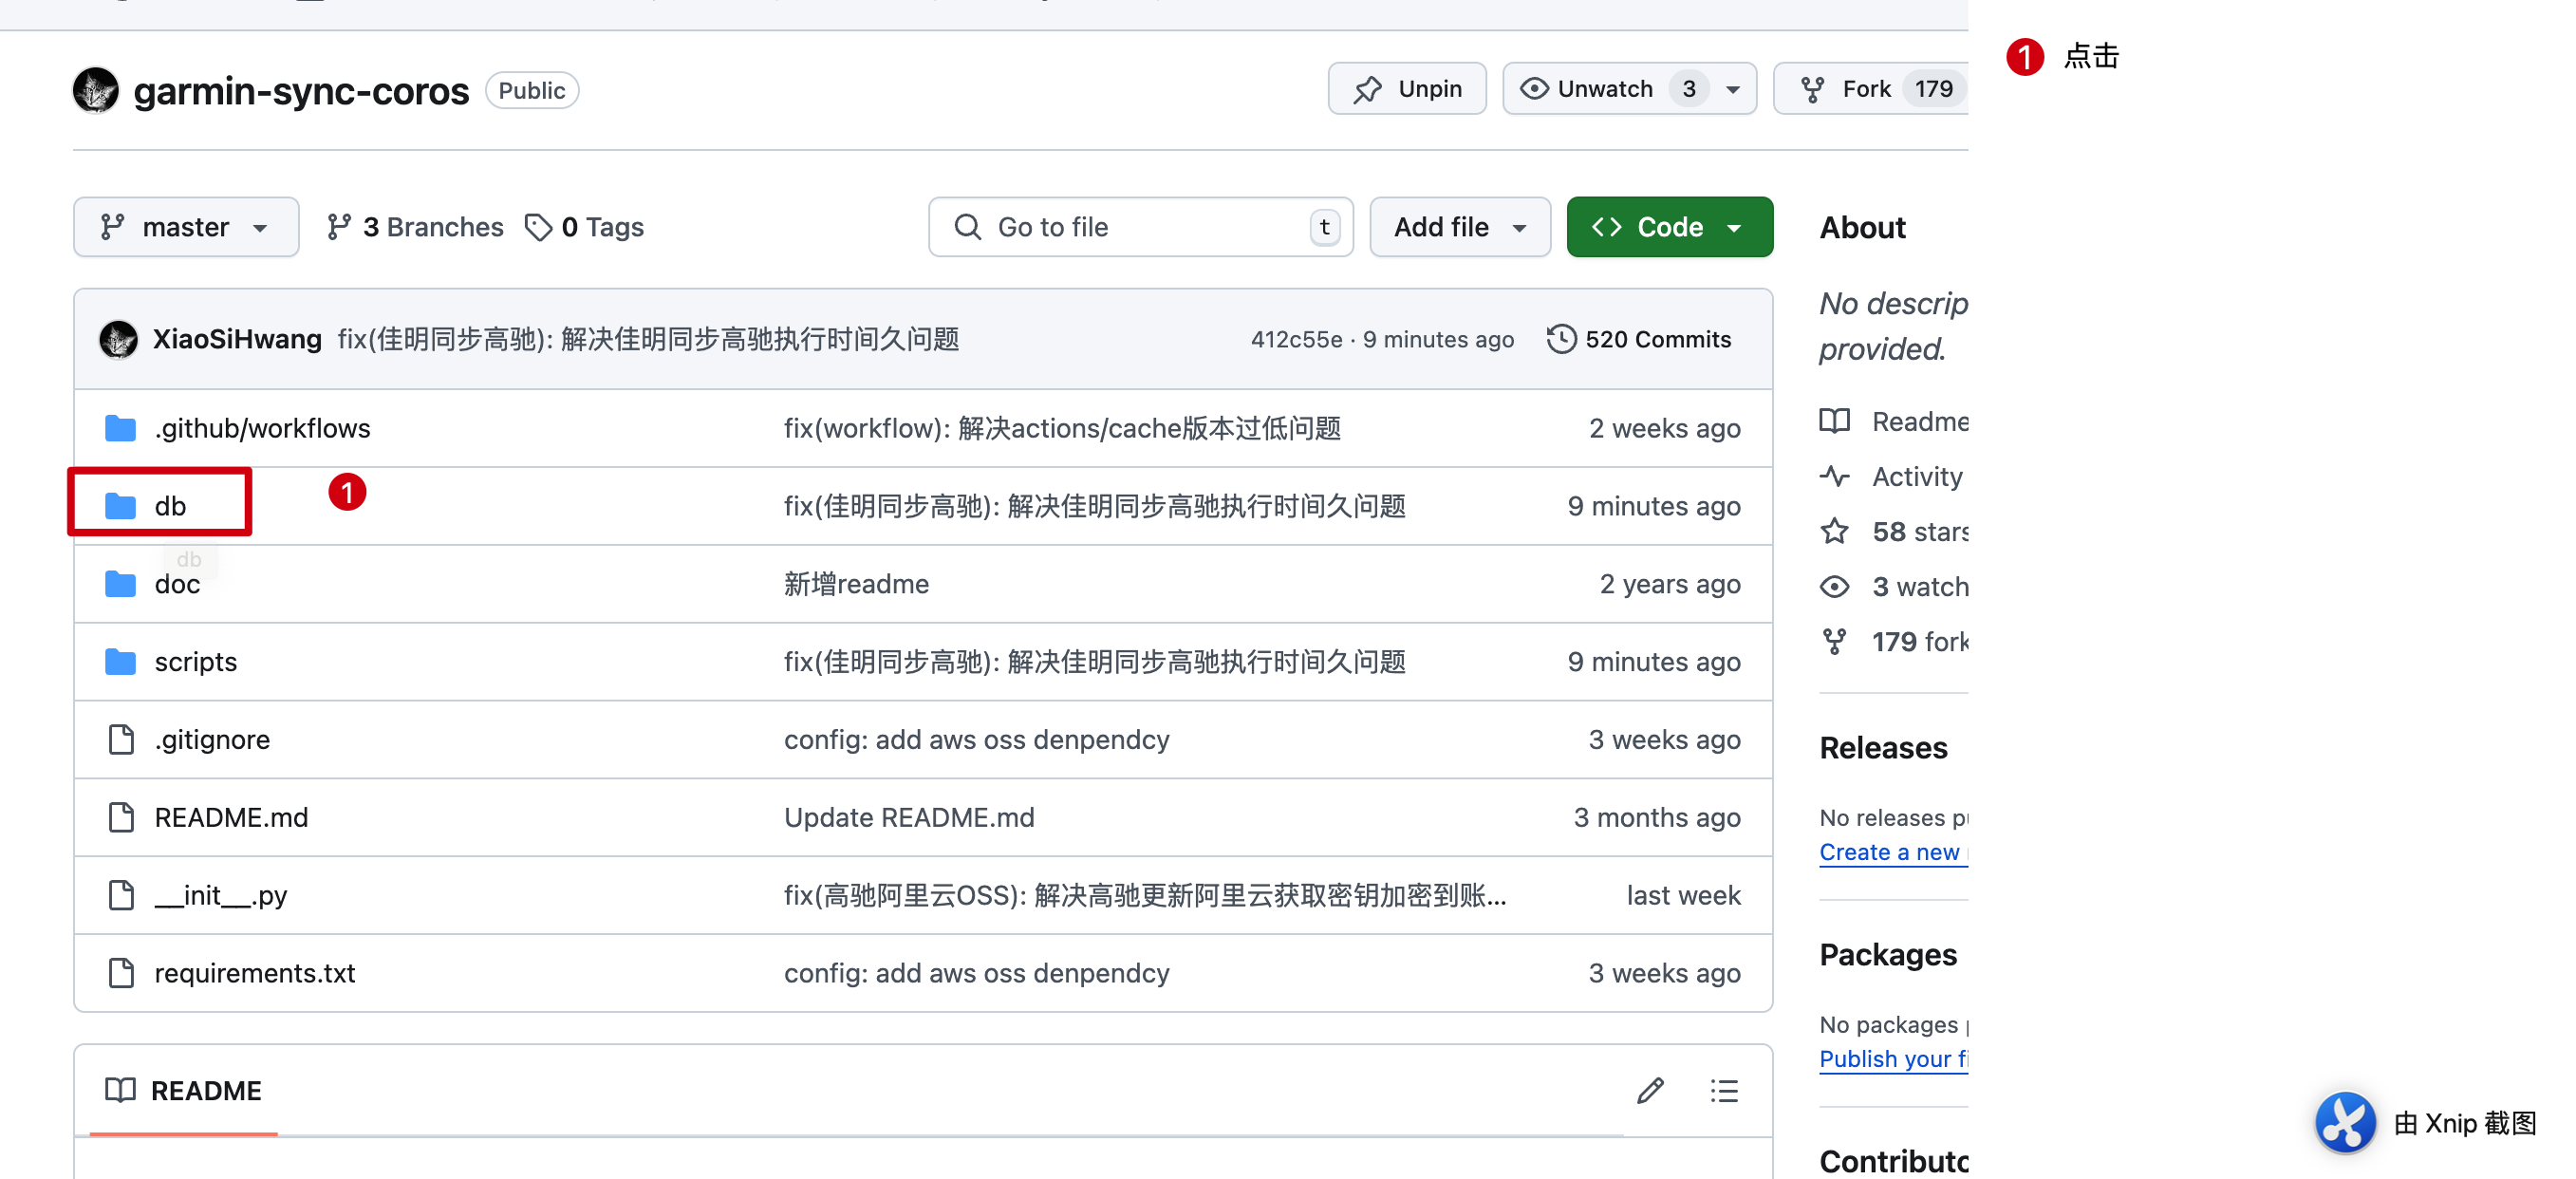 garmin-sync-coros Public
Unpin
Unwatch 3
Fork 179
1 点击
master
3 Branches
0 Tags
Go to file t
Add file
Code
XiaoSiHwang fix(佳明同步高驰): 解决佳明同步高驰执行时间久问题 412c55e · 9 minutes ago 520 Commits
.github/workflows fix(workflow): 解决actions/cache版本过低问题 2 weeks ago
db 1 fix(佳明同步高驰): 解决佳明同步高驰执行时间久问题 9 minutes ago
db
doc 新增readme 2 years ago
scripts fix(佳明同步高驰): 解决佳明同步高驰执行时间久问题 9 minutes ago
.gitignore config: add aws oss denpendcy 3 weeks ago
README.md Update README.md 3 months ago
__init__.py fix(高驰阿里云OSS): 解决高驰更新阿里云获取密钥加密到账... last week
requirements.txt config: add aws oss denpendcy 3 weeks ago
README
About
No descrip
provided.
Readme
Activity
58 stars
3 watch
179 fork
Releases
No releases p
Create a new
Packages
No packages
Publish your fi
Contributo
由 Xnip 截图